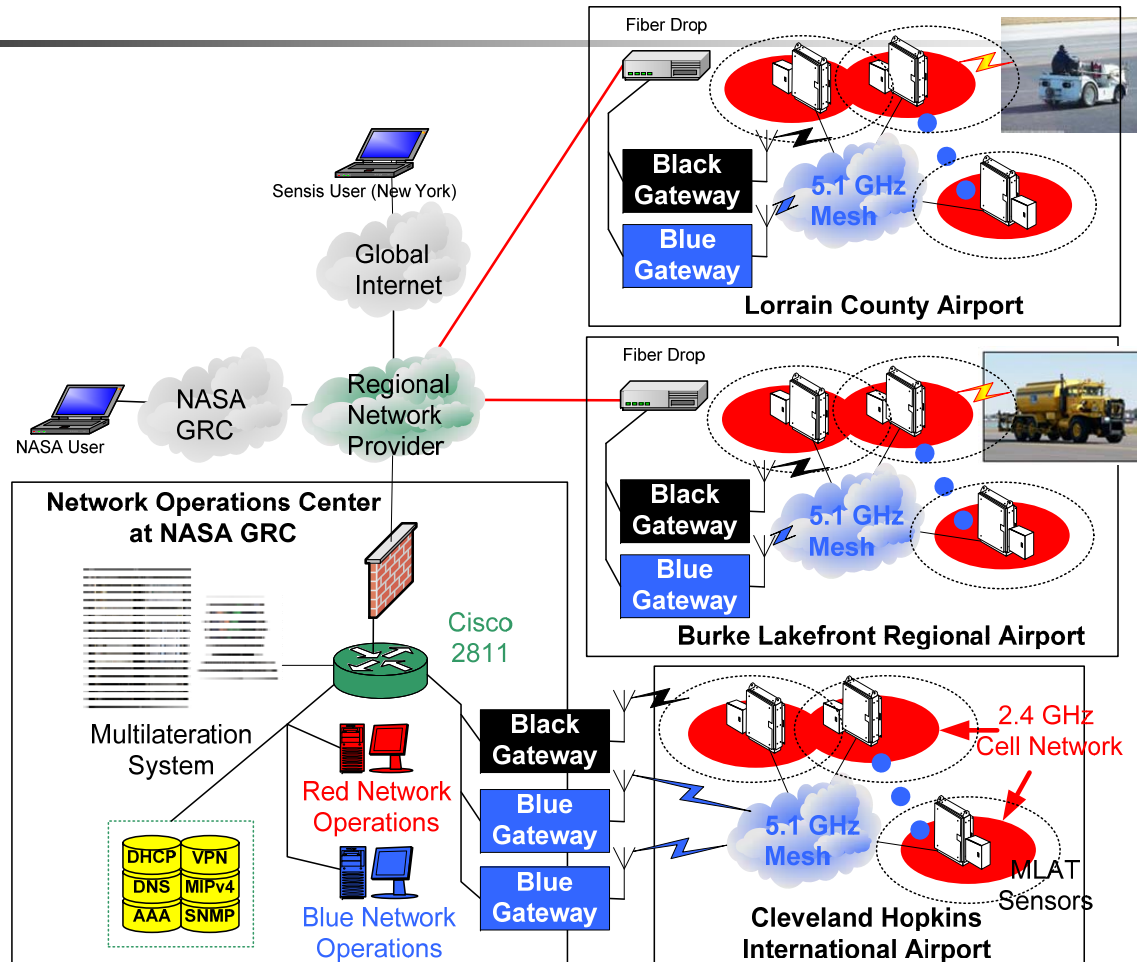 Fiber Drop
Black
Gateway
Blue
Gateway
5.1 GHz
Mesh
Lorrain County Airport
Sensis User (New York)
Global
Internet
NASA User
NASA
GRC
Regional
Network
Provider
Fiber Drop
Black
Gateway
Blue
Gateway
5.1 GHz
Mesh
Burke Lakefront Regional Airport
Network Operations Center
at NASA GRC
Cisco
2811
Multilateration
System
Red Network
Operations
Blue Network
Operations
DHCP VPN
DNS MIPv4
AAA SNMP
Black
Gateway
Blue
Gateway
Blue
Gateway
5.1 GHz
Mesh
2.4 GHz
Cell Network
MLAT
Sensors
Cleveland Hopkins
International Airport